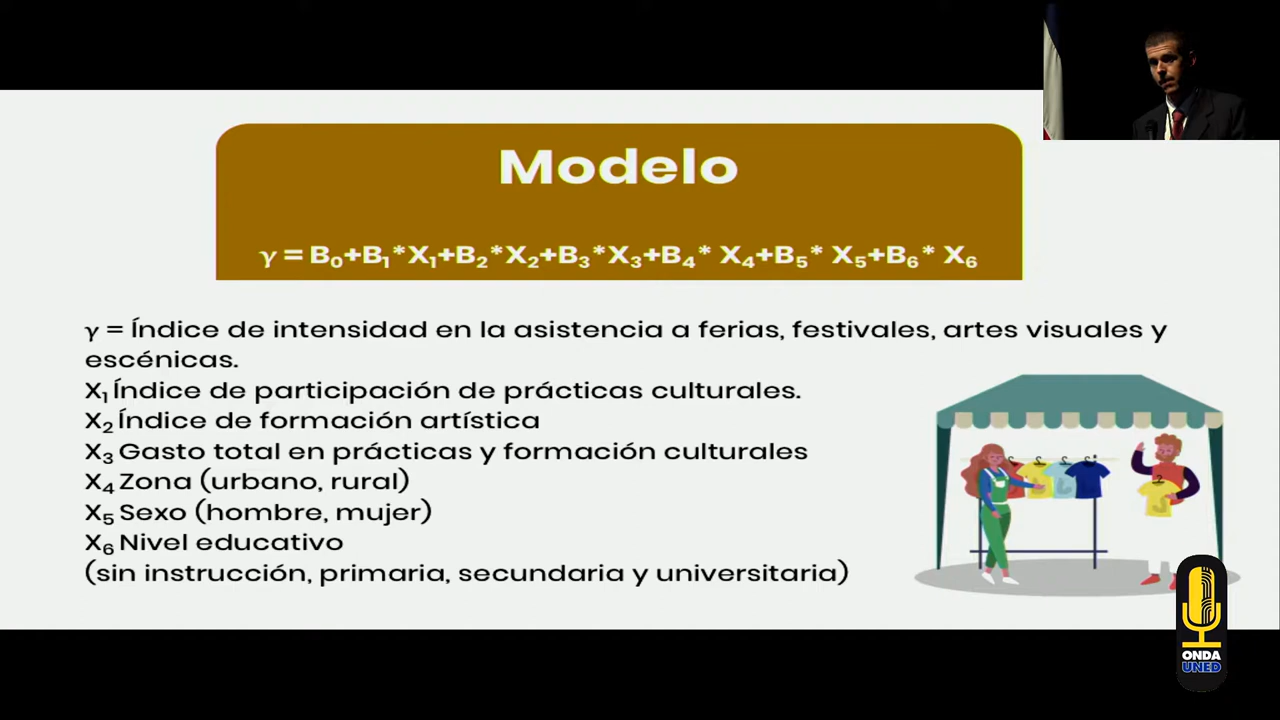 Modelo
γ = B₀+B₁*X₁+B₂*X₂+B₃*X₃+B₄* X₄+B₅* X₅+B₆* X₆
γ = Índice de intensidad en la asistencia a ferias, festivales, artes visuales y
escénicas.
X₁ Índice de participación de prácticas culturales.
X₂ Índice de formación artística
X₃ Gasto total en prácticas y formación culturales
X₄ Zona (urbano, rural)
X₅ Sexo (hombre, mujer)
X₆ Nivel educativo
(sin instrucción, primaria, secundaria y universitaria)
ONDA
UNED